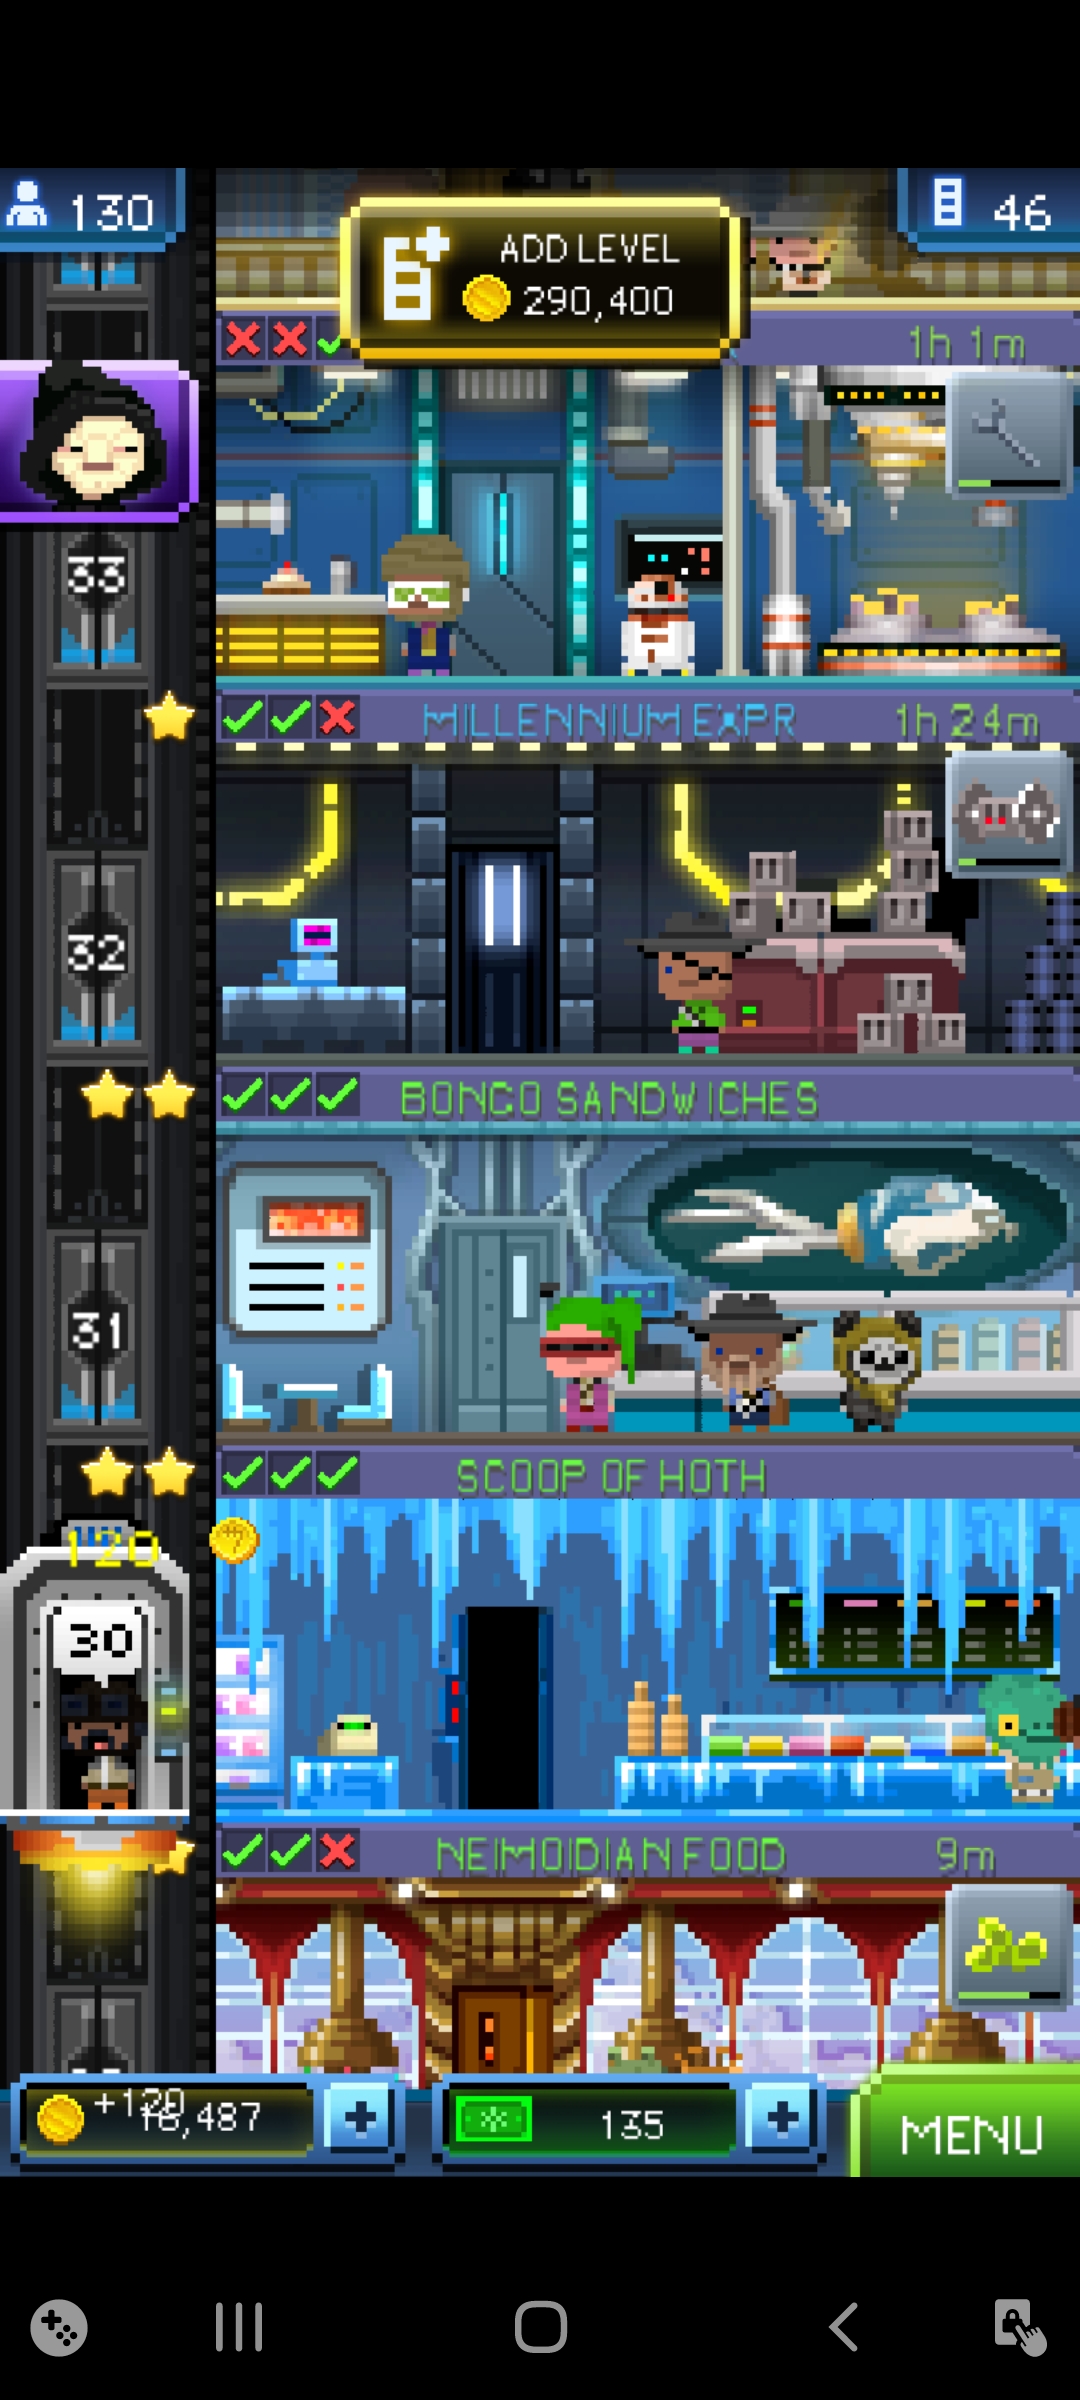 130
46
ADD LEVEL
290,400
1h 1m
33
MILLENNIUM EXPR
1h 24m
32
BONGO SANDWICHES
31
SCOOP OF HOTH
120
30
NEIMOIDIAN FOOD
9m
+120
,487
135
MENU